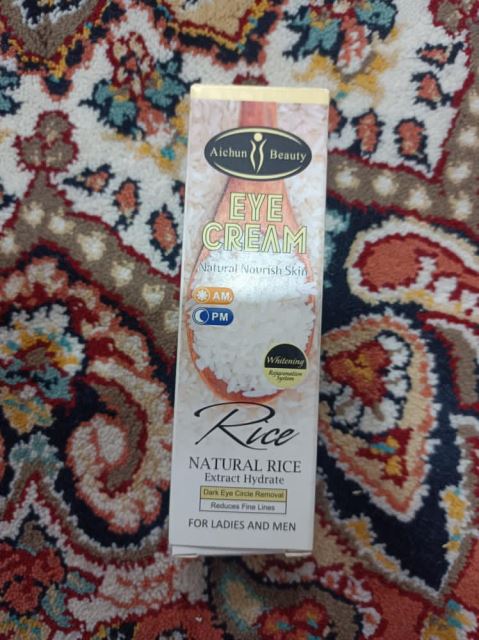 Aichun Beauty
EYE
CREAM
Natural Nourish Skin
AM
PM
Whitening
Rejuvenation
System
Rice
NATURAL RICE
Extract Hydrate
Dark Eye Circle Removal
Reduces Fine Lines
FOR LADIES AND MEN